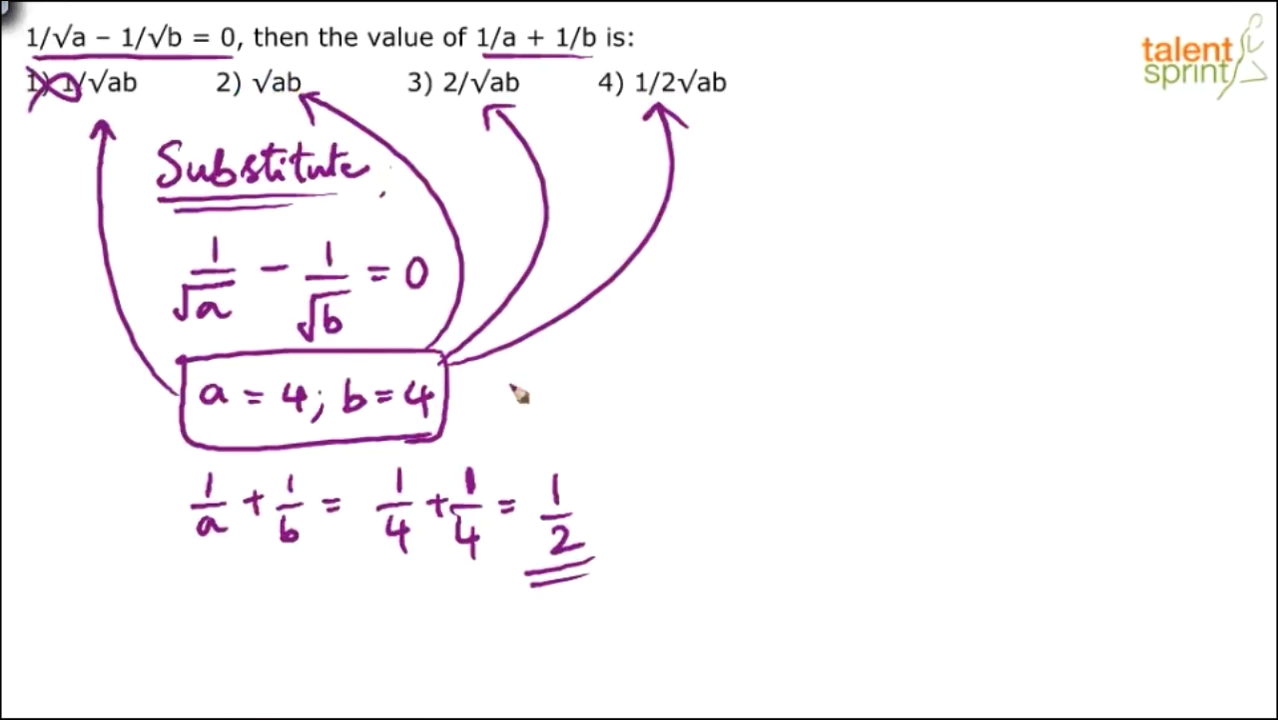 1/√a – 1/√b = 0, then the value of 1/a + 1/b is:
talent
sprint
1) 1/√ab 2) √ab 3) 2/√ab 4) 1/2√ab
Substitute
1/√a - 1/√b = 0
a = 4; b = 4
1/a + 1/b = 1/4 + 1/4 = 1/2